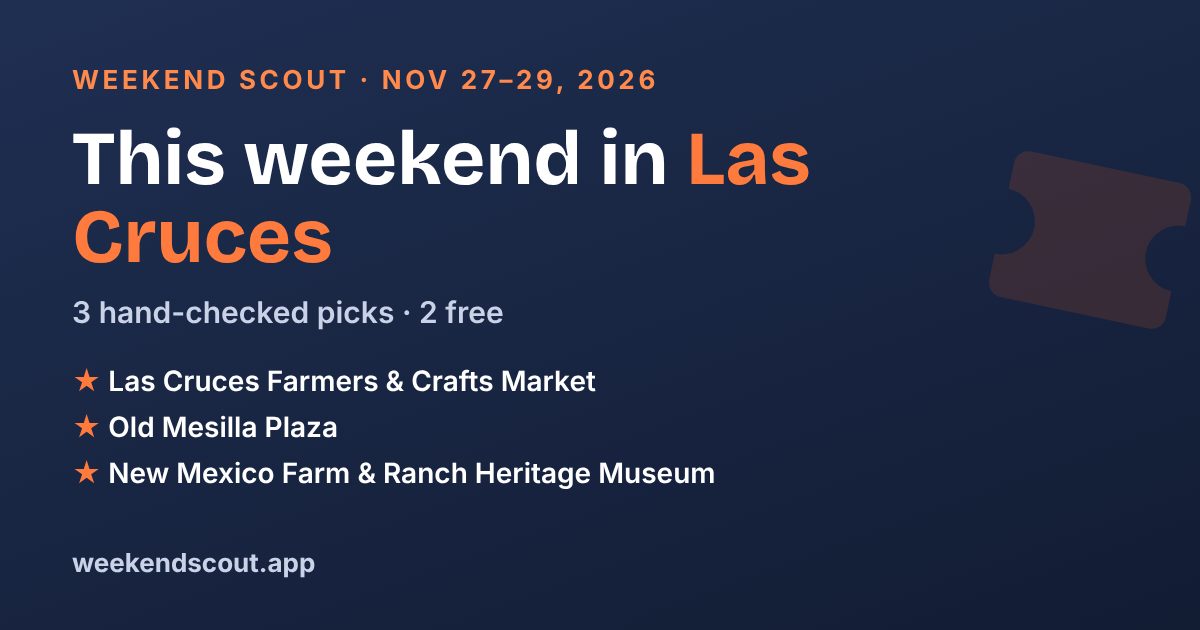 WEEKEND SCOUT · NOV 27–29, 2026
This weekend in Las
Cruces
3 hand-checked picks · 2 free
★ Las Cruces Farmers & Crafts Market
★ Old Mesilla Plaza
★ New Mexico Farm & Ranch Heritage Museum
weekendscout.app